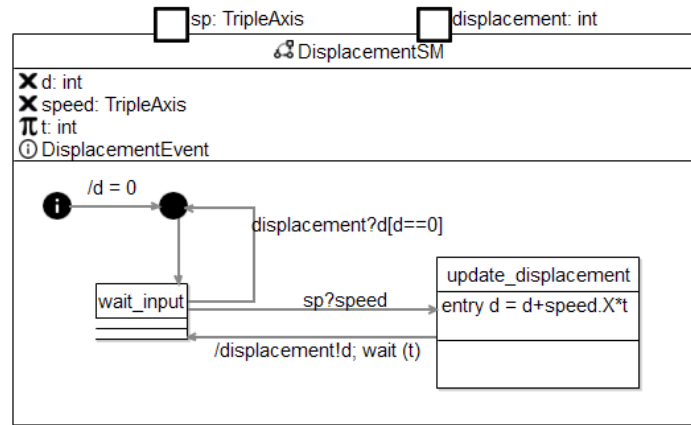 sp: TripleAxis
displacement: int
DisplacementSM
d: int
speed: TripleAxis
π t: int
i DisplacementEvent
/d = 0
i
displacement?d[d==0]
wait_input
update_displacement
sp?speed
entry d = d+speed.X*t
/displacement!d; wait (t)